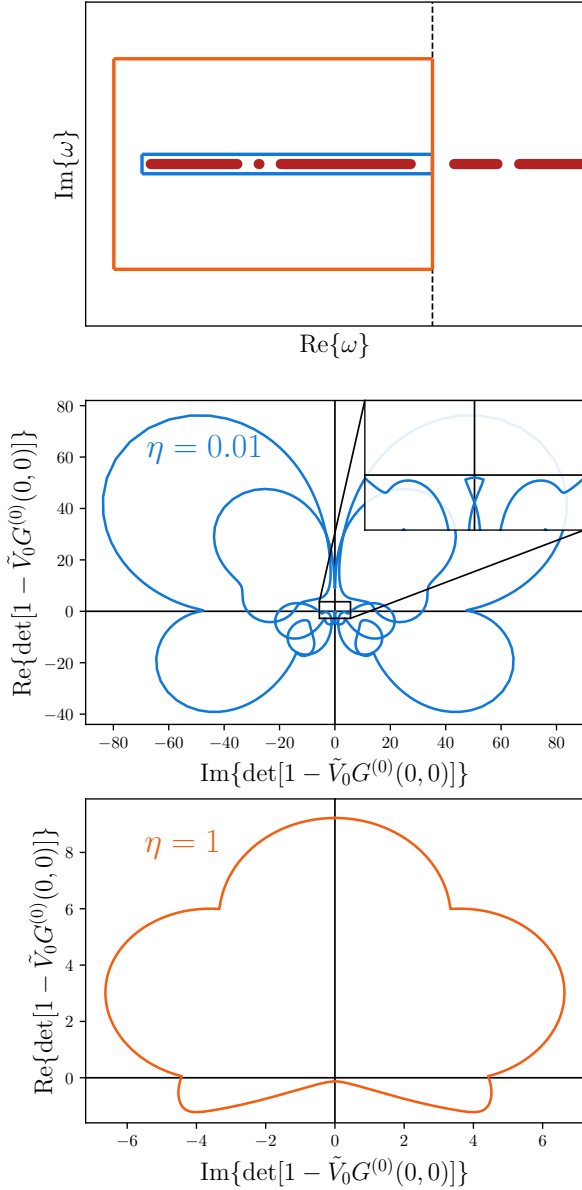 Im{ω}
Re{ω}
η = 0.01
Re{det[1 − Ṽ₀G⁽⁰⁾(0, 0)]}
80
60
40
20
0
−20
−40
−80 −60 −40 −20 0 20 40 60 80
Im{det[1 − Ṽ₀G⁽⁰⁾(0, 0)]}
η = 1
Re{det[1 − Ṽ₀G⁽⁰⁾(0, 0)]}
8
6
4
2
0
−6 −4 −2 0 2 4 6
Im{det[1 − Ṽ₀G⁽⁰⁾(0, 0)]}